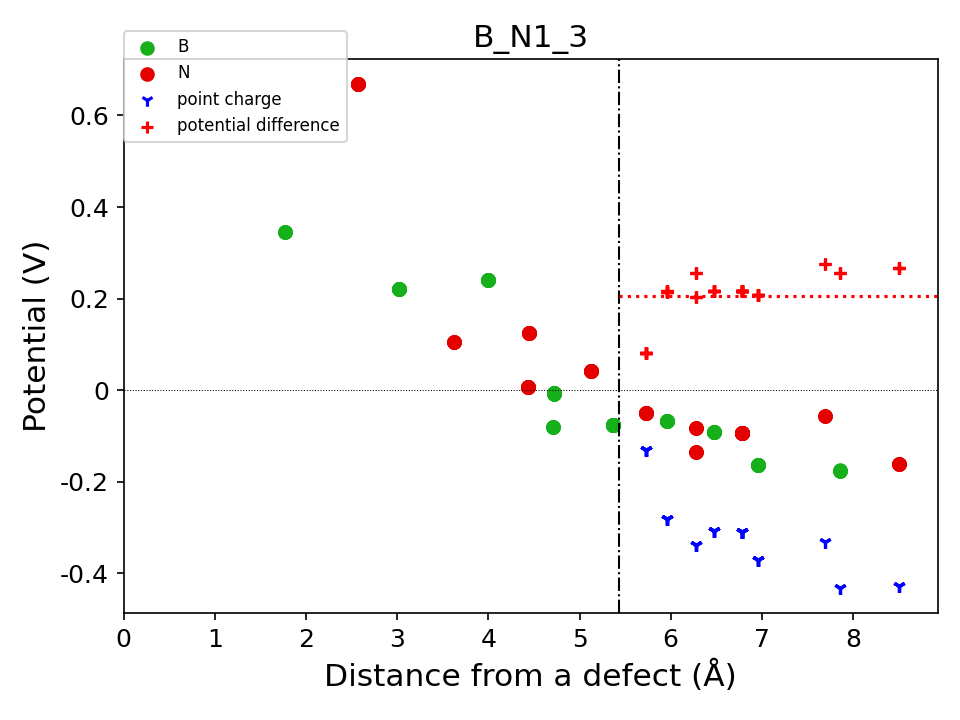 B_N1_3
B
N
point charge
potential difference
Potential (V)
0.6
0.4
0.2
0
-0.2
-0.4
0 1 2 3 4 5 6 7 8
Distance from a defect (Å)